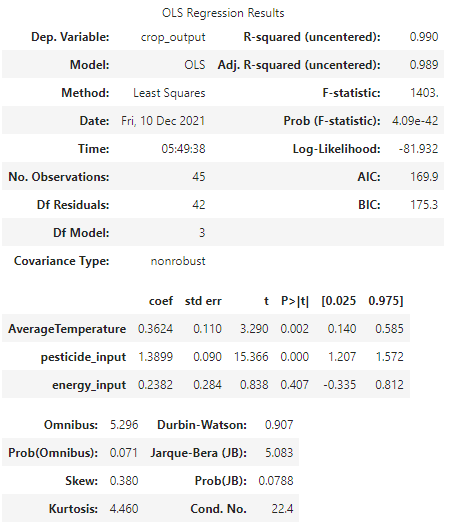 OLS Regression Results
Dep. Variable: crop_output R-squared (uncentered): 0.990
Model: OLS Adj. R-squared (uncentered): 0.989
Method: Least Squares F-statistic: 1403.
Date: Fri, 10 Dec 2021 Prob (F-statistic): 4.09e-42
Time: 05:49:38 Log-Likelihood: -81.932
No. Observations: 45 AIC: 169.9
Df Residuals: 42 BIC: 175.3
Df Model: 3
Covariance Type: nonrobust
coef std err t P>|t| [0.025 0.975]
AverageTemperature 0.3624 0.110 3.290 0.002 0.140 0.585
pesticide_input 1.3899 0.090 15.366 0.000 1.207 1.572
energy_input 0.2382 0.284 0.838 0.407 -0.335 0.812
Omnibus: 5.296 Durbin-Watson: 0.907
Prob(Omnibus): 0.071 Jarque-Bera (JB): 5.083
Skew: 0.380 Prob(JB): 0.0788
Kurtosis: 4.460 Cond. No. 22.4